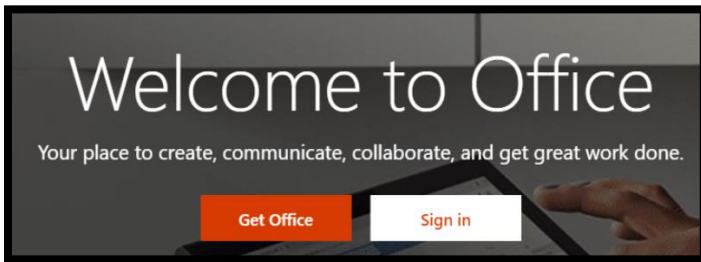 Welcome to Office
Your place to create, communicate, collaborate, and get great work done.
Get Office
Sign in